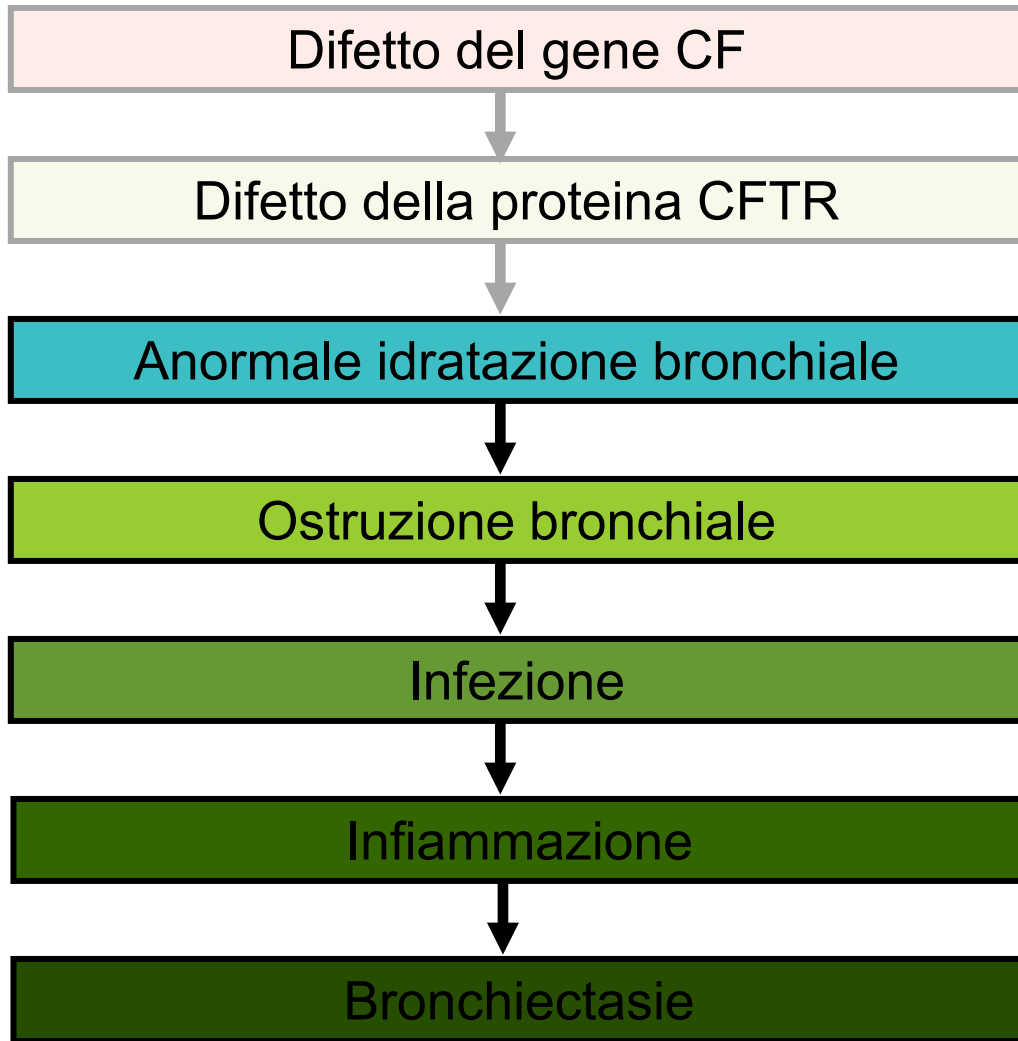 Difetto del gene CF
Difetto della proteina CFTR
Anormale idratazione bronchiale
Ostruzione bronchiale
Infezione
Infiammazione
Bronchiectasie